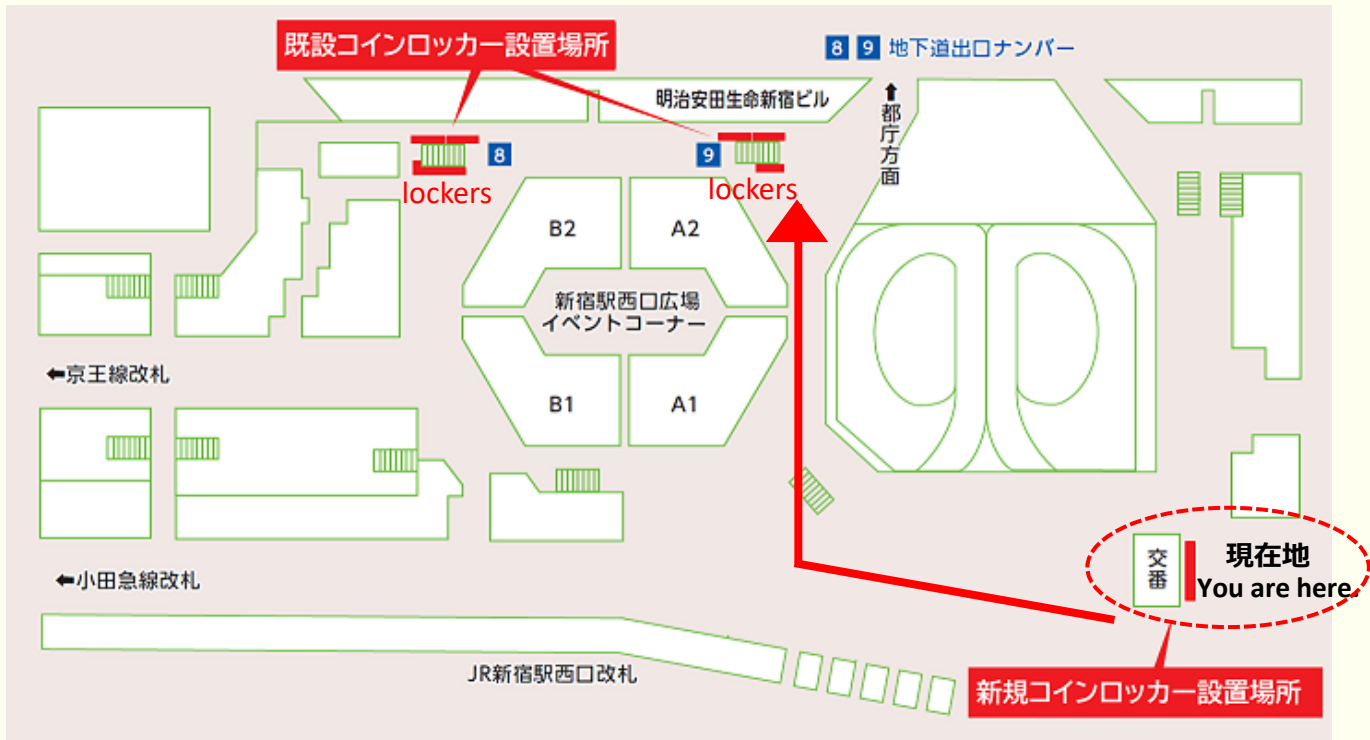 既設コインロッカー設置場所
8 9 地下道出口ナンバー
明治安田生命新宿ビル
⬆都庁方面
8
9
lockers
lockers
B2
A2
新宿駅西口広場
イベントコーナー
⬅京王線改札
B1
A1
交番
現在地
You are here.
⬅小田急線改札
JR新宿駅西口改札
新規コインロッカー設置場所